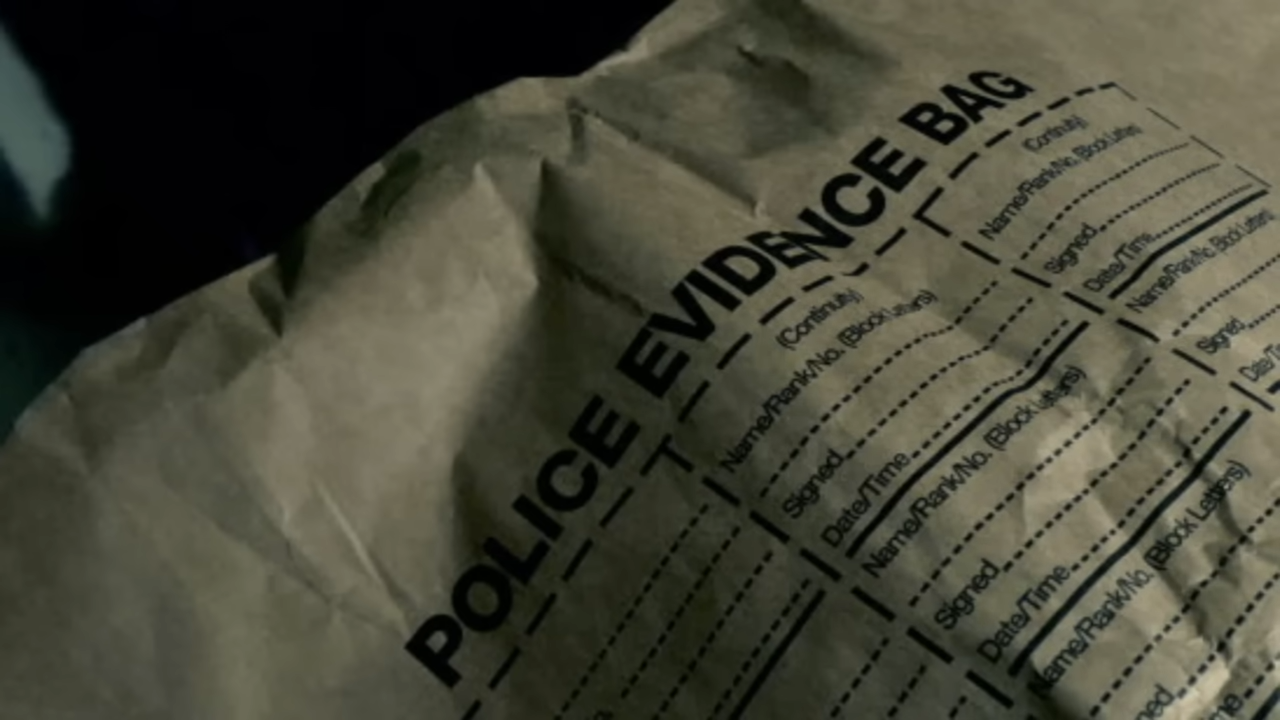 POLICE EVIDENCE BAG
(Continuity)
Name/Rank/No. (Block Letters)
Signed
Date/Time
Name/Rank/No. (Block Letters)
Signed
Date/Time
Name/Rank/No. (Block Letters)
(Continuity)
Name/Rank/No. (Block Letters)
Signed
Date/Time
Name/Rank/No. (Block Letters)
Signed